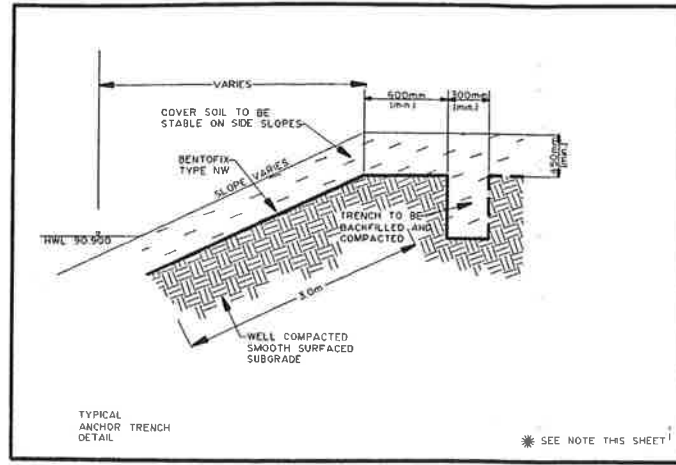 VARIES
600mm
(min.)
300mm
(min.)
COVER SOIL TO BE
STABLE ON SIDE SLOPES
450mm
(min.)
BENTOFIX
TYPE NW
SLOPE VARIES
TRENCH TO BE
BACKFILLED AND
COMPACTED
HWL 90.900
3.0m
WELL COMPACTED
SMOOTH SURFACED
SUBGRADE
TYPICAL
ANCHOR TRENCH
DETAIL
SEE NOTE THIS SHEET